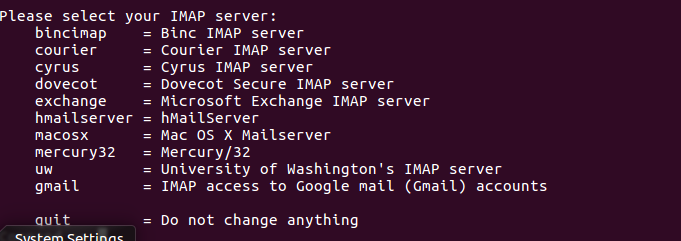 Please select your IMAP server:
bincimap = Binc IMAP server
courier = Courier IMAP server
cyrus = Cyrus IMAP server
dovecot = Dovecot Secure IMAP server
exchange = Microsoft Exchange IMAP server
hmailserver = hMailServer
macosx = Mac OS X Mailserver
mercury32 = Mercury/32
uw = University of Washington's IMAP server
gmail = IMAP access to Google mail (Gmail) accounts
quit = Do not change anything
System Settings